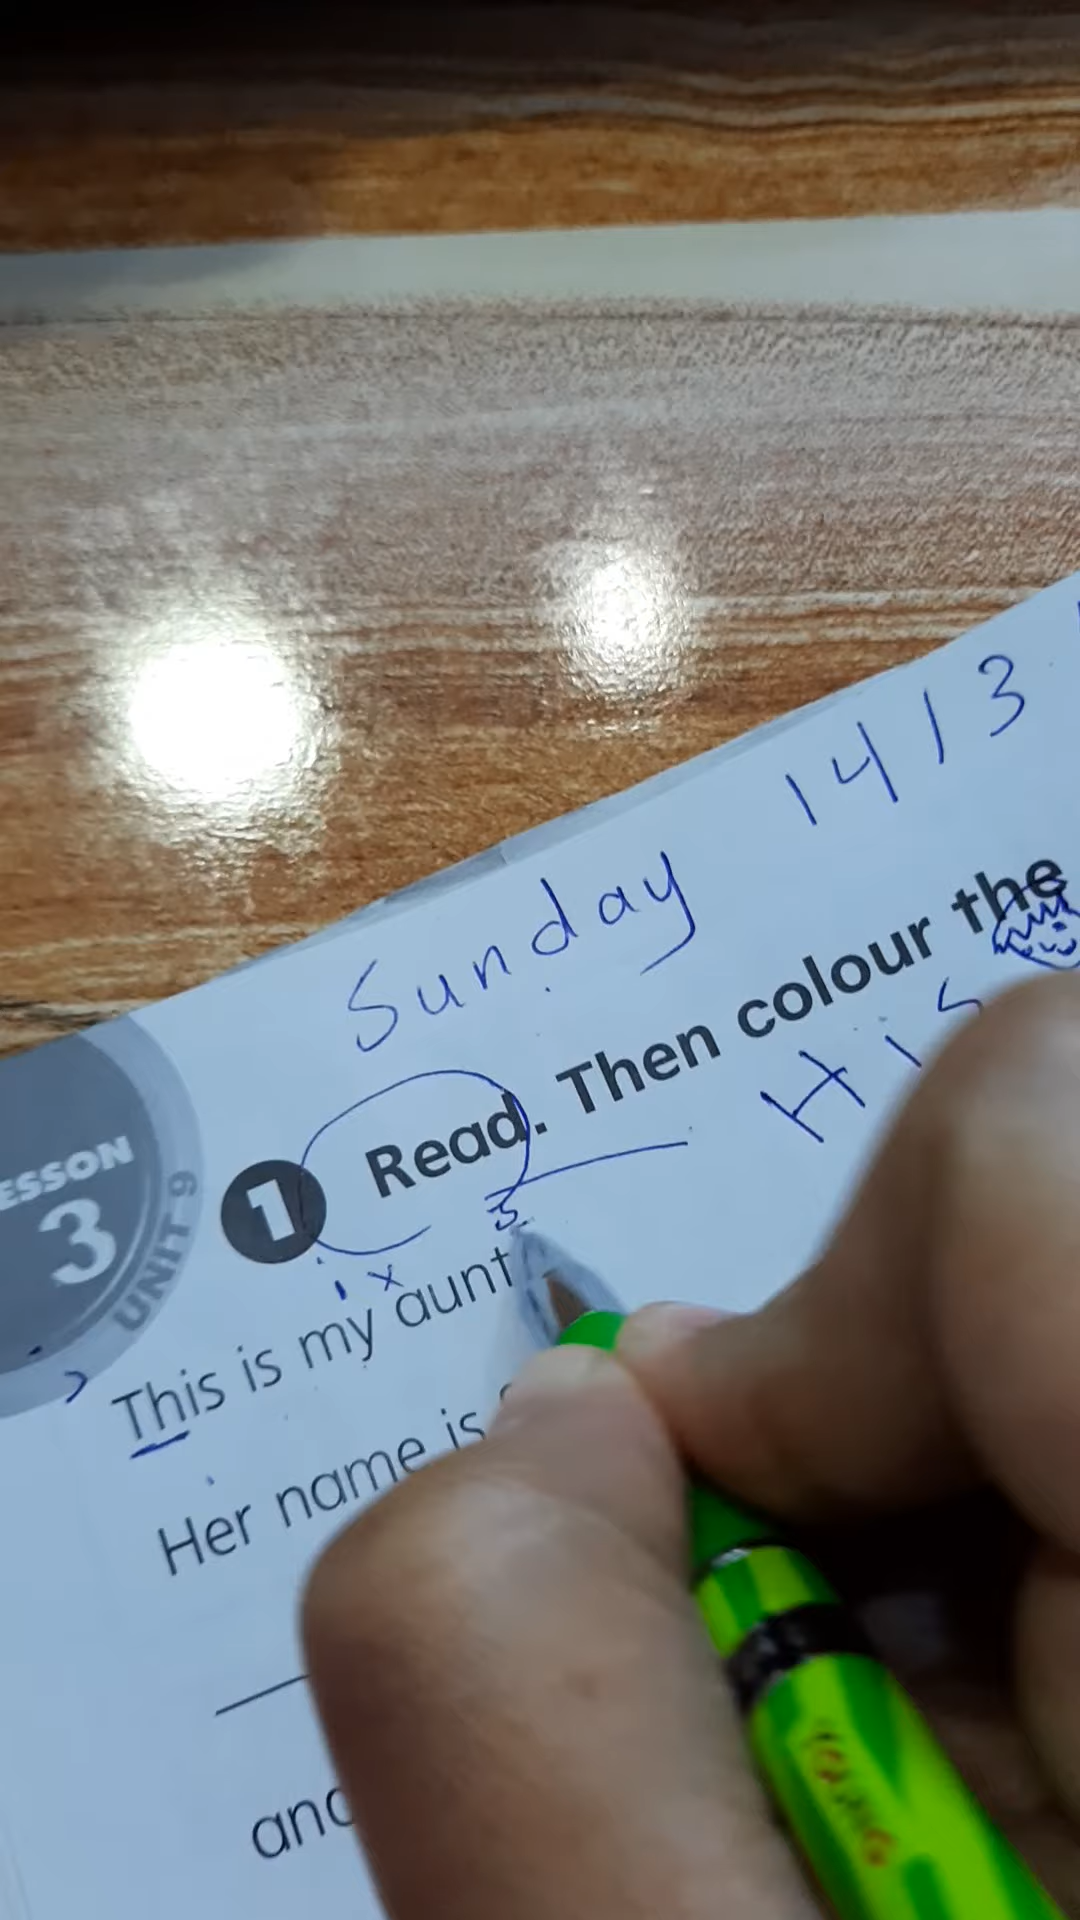 Sunday 14/3
ESSON
3
UNIT 9
1 Read. Then colour the
His
This is my aunt
Her name is
and